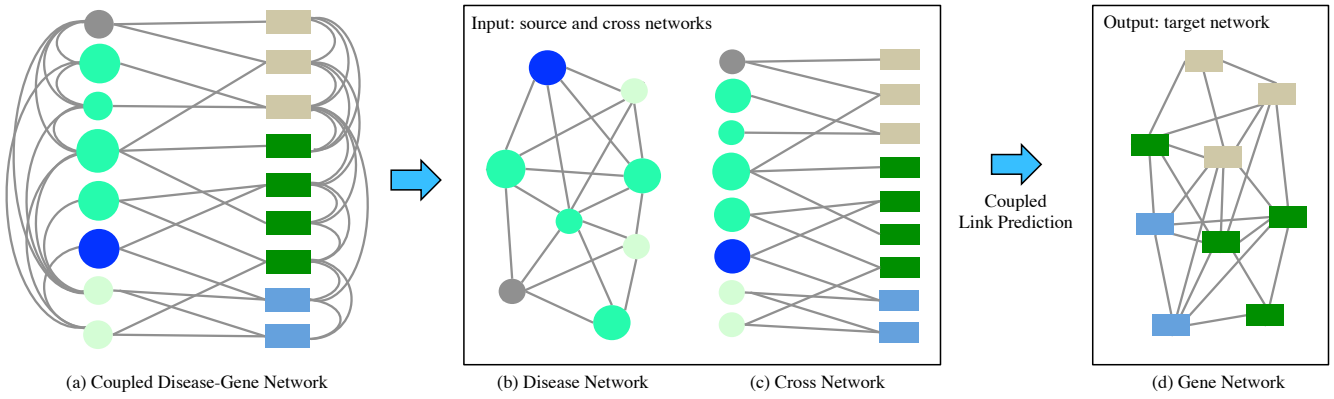 Input: source and cross networks
Output: target network
Coupled
Link Prediction
(a) Coupled Disease-Gene Network
(b) Disease Network
(c) Cross Network
(d) Gene Network